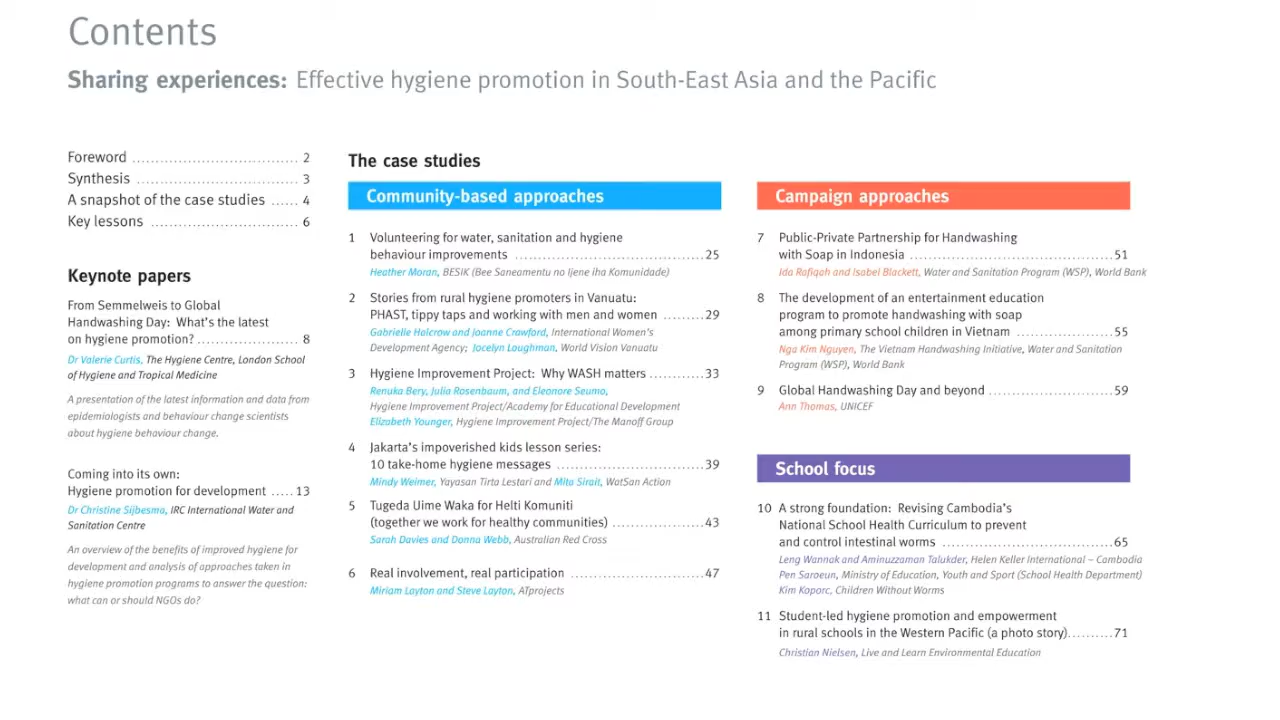 Contents
Sharing experiences: Effective hygiene promotion in South-East Asia and the Pacific
Foreword .................................... 2
Synthesis ................................... 3
A snapshot of the case studies ...... 4
Key lessons ................................ 6
Keynote papers
From Semmelweis to Global
Handwashing Day: What's the latest
on hygiene promotion? ...................... 8
Dr Valerie Curtis, The Hygiene Centre, London School
of Hygiene and Tropical Medicine
A presentation of the latest information and data from
epidemiologists and behaviour change scientists
about hygiene behaviour change.
Coming into its own:
Hygiene promotion for development ..... 13
Dr Christine Sijbesma, IRC International Water and
Sanitation Centre
An overview of the benefits of improved hygiene for
development and analysis of approaches taken in
hygiene promotion programs to answer the question:
what can or should NGOs do?
The case studies
Community-based approaches
1 Volunteering for water, sanitation and hygiene
behaviour improvements ........................................ 25
Heather Moran, BESIK (Bee Saneamentu no Ijene iha Komunidade)
2 Stories from rural hygiene promoters in Vanuatu:
PHAST, tippy taps and working with men and women ......... 29
Gabrielle Halcrow and Joanne Crawford, International Women's
Development Agency; Jocelyn Loughman, World Vision Vanuatu
3 Hygiene Improvement Project: Why WASH matters ............ 33
Renuka Bery, Julia Rosenbaum, and Eleonore Seumo,
Hygiene Improvement Project/Academy for Educational Development
Elizabeth Younger, Hygiene Improvement Project/The Manoff Group
4 Jakarta's impoverished kids lesson series:
10 take-home hygiene messages ................................ 39
Mindy Weimer, Yayasan Tirta Lestari and Mita Sirait, WatSan Action
5 Tugeda Uime Waka for Helti Komuniti
(together we work for healthy communities) .................... 43
Sarah Davies and Donna Webb, Australian Red Cross
6 Real involvement, real participation ............................. 47
Miriam Layton and Steve Layton, ATprojects
Campaign approaches
7 Public-Private Partnership for Handwashing
with Soap in Indonesia ............................................ 51
Ida Rafiqah and Isabel Blackett, Water and Sanitation Program (WSP), World Bank
8 The development of an entertainment education
program to promote handwashing with soap
among primary school children in Vietnam ..................... 55
Nga Kim Nguyen, The Vietnam Handwashing Initiative, Water and Sanitation
Program (WSP), World Bank
9 Global Handwashing Day and beyond ........................... 59
Ann Thomas, UNICEF
School focus
10 A strong foundation: Revising Cambodia's
National School Health Curriculum to prevent
and control intestinal worms ..................................... 65
Leng Wannak and Aminuzzaman Talukder, Helen Keller International – Cambodia
Pen Saroeun, Ministry of Education, Youth and Sport (School Health Department)
Kim Koporc, Children Without Worms
11 Student-led hygiene promotion and empowerment
in rural schools in the Western Pacific (a photo story).......... 71
Christian Nielsen, Live and Learn Environmental Education